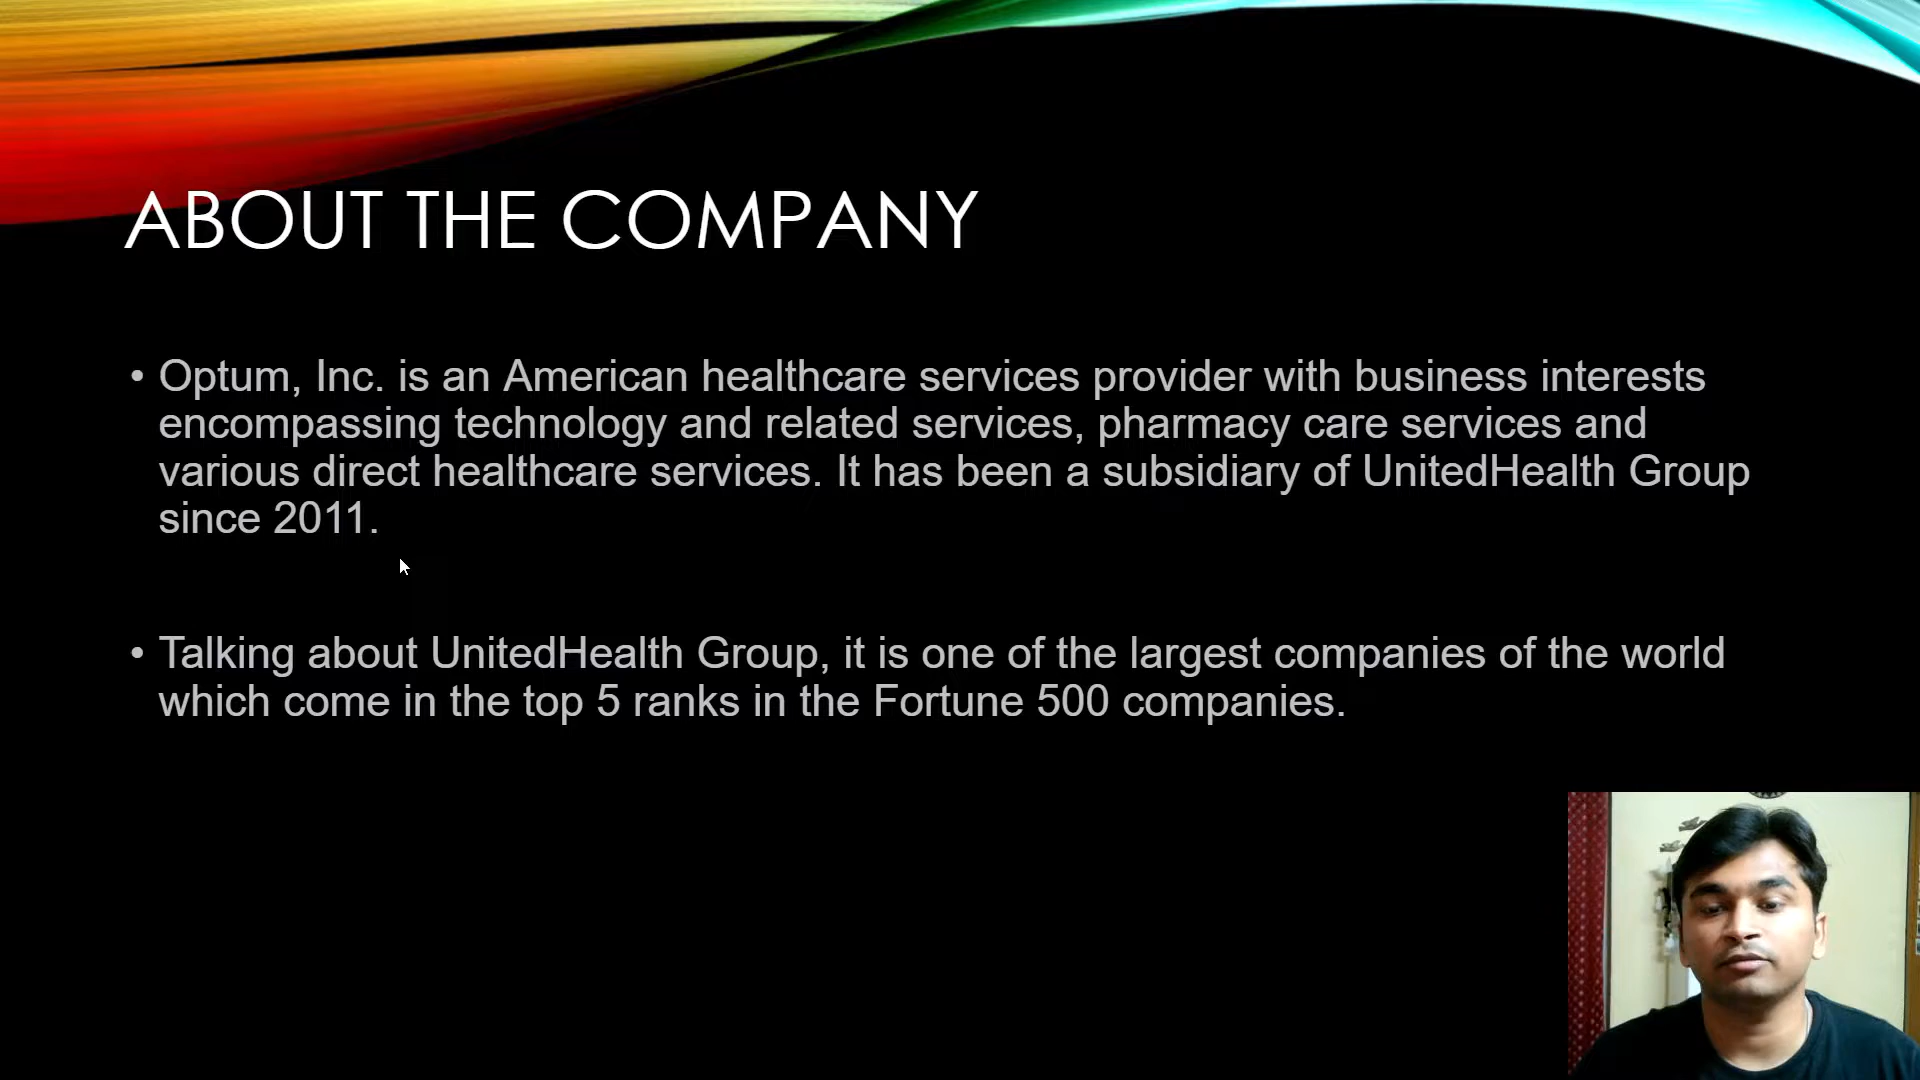 ABOUT THE COMPANY
• Optum, Inc. is an American healthcare services provider with business interests
encompassing technology and related services, pharmacy care services and
various direct healthcare services. It has been a subsidiary of UnitedHealth Group
since 2011.
• Talking about UnitedHealth Group, it is one of the largest companies of the world
which come in the top 5 ranks in the Fortune 500 companies.